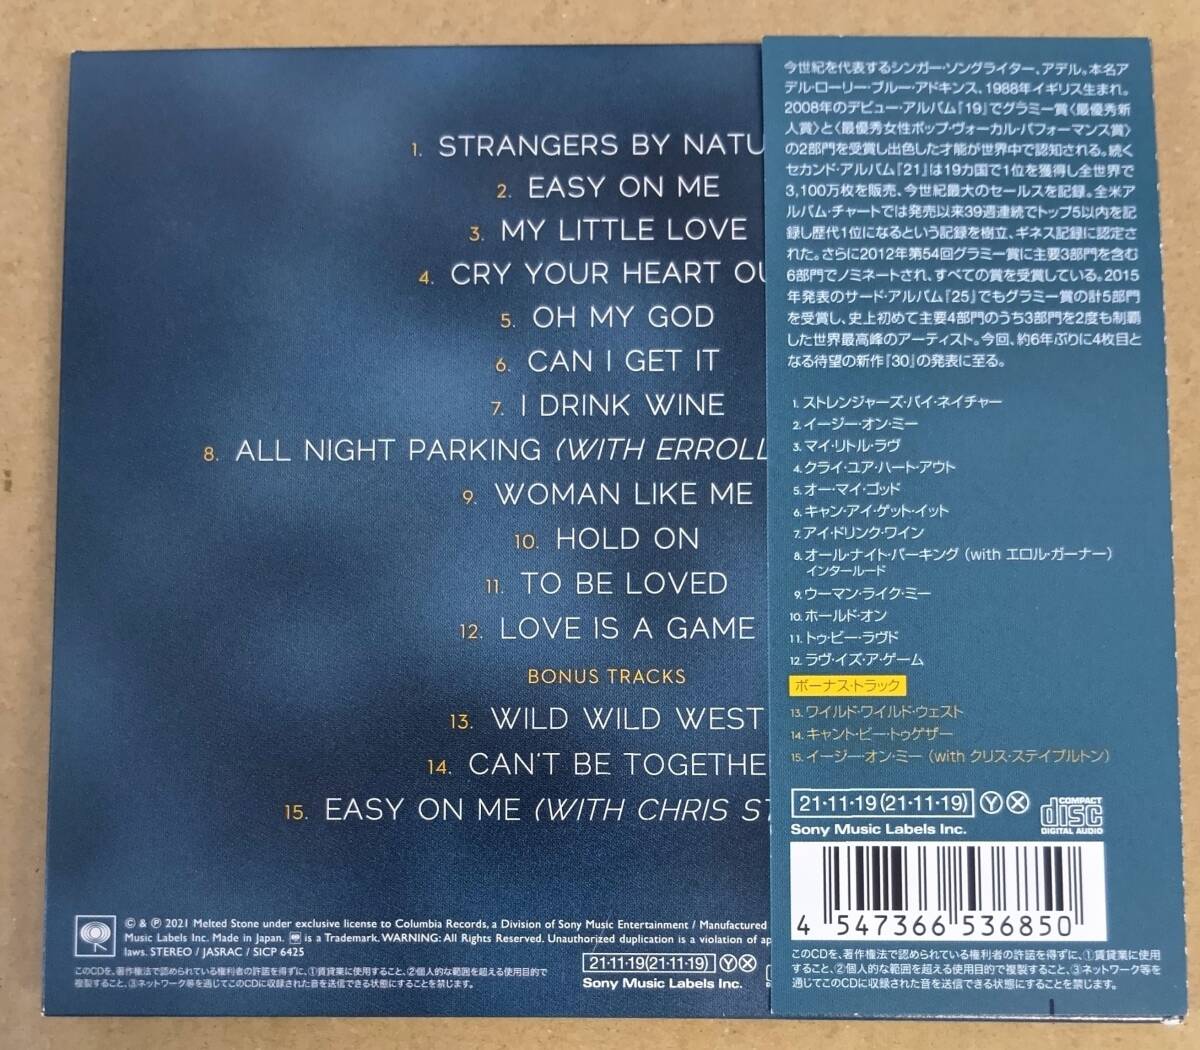 1. STRANGERS BY NATU
2. EASY ON ME
3. MY LITTLE LOVE
4. CRY YOUR HEART OU
5. OH MY GOD
6. CAN I GET IT
7. I DRINK WINE
8. ALL NIGHT PARKING (WITH ERROLL
9. WOMAN LIKE ME
10. HOLD ON
11. TO BE LOVED
12. LOVE IS A GAME
BONUS TRACKS
13. WILD WILD WEST
14. CAN'T BE TOGETHE
15. EASY ON ME (WITH CHRIS ST
© & ℗ 2021 Melted Stone under exclusive license to Columbia Records, a Division of Sony Music Entertainment / Manufactured
Music Labels Inc. Made in Japan. is a Trademark. WARNING: All Rights Reserved. Unauthorized duplication is a violation of ap
laws. STEREO / JASRAC / SICP 6425
このCDを、著作権法で認められている権利者の許諾を得ずに、①賃貸業に使用すること、②個人的な範囲を超える使用目的で
複製すること、③ネットワーク等を通じてこのCDに収録された音を送信できる状態にすることを禁じます。
21·11·19(21·11·19) Ⓨ Ⓧ
Sony Music Labels Inc.
今世紀を代表するシンガー・ソングライター、アデル。本名ア
デル・ローリー・ブルー・アドキンス、1988年イギリス生まれ。
2008年のデビュー・アルバム『19』でグラミー賞〈最優秀新
人賞〉と〈最優秀女性ポップ・ヴォーカル・パフォーマンス賞〉
の2部門を受賞し出色した才能が世界中で認知される。続く
セカンド・アルバム『21』は19カ国で1位を獲得し全世界で
3,100万枚を販売、今世紀最大のセールスを記録。全米ア
ルバム・チャートでは発売以来39週連続でトップ5以内を記
録し歴代1位になるという記録を樹立、ギネス記録に認定さ
れた。さらに2012年第54回グラミー賞に主要3部門を含む
6部門でノミネートされ、すべての賞を受賞している。2015
年発表のサード・アルバム『25』でもグラミー賞の計5部門
を受賞し、史上初めて主要4部門のうち3部門を2度も制覇
した世界最高峰のアーティスト。今回、約6年ぶりに4枚目と
なる待望の新作『30』の発表に至る。
1. ストレンジャーズ・バイ・ネイチャー
2. イージー・オン・ミー
3. マイ・リトル・ラヴ
4. クライ・ユア・ハート・アウト
5. オー・マイ・ゴッド
6. キャン・アイ・ゲット・イット
7. アイ・ドリンク・ワイン
8. オール・ナイト・パーキング (with エロル・ガーナー)
インタールード
9. ウーマン・ライク・ミー
10. ホールド・オン
11. トゥ・ビー・ラヴド
12. ラヴ・イズ・ア・ゲーム
ボーナス・トラック
13. ワイルド・ワイルド・ウェスト
14. キャント・ビー・トゥゲザー
15. イージー・オン・ミー (with クリス・ステイプルトン)
21·11·19(21·11·19) Ⓨ Ⓧ
COMPACT disc DIGITAL AUDIO
Sony Music Labels Inc.
4 547366 536850
このCDを、著作権法で認められている権利者の許諾を得ずに、①賃貸業に使用
すること、②個人的な範囲を超える使用目的で複製すること、③ネットワーク等を
通じてこのCDに収録された音を送信できる状態にすることを禁じます。